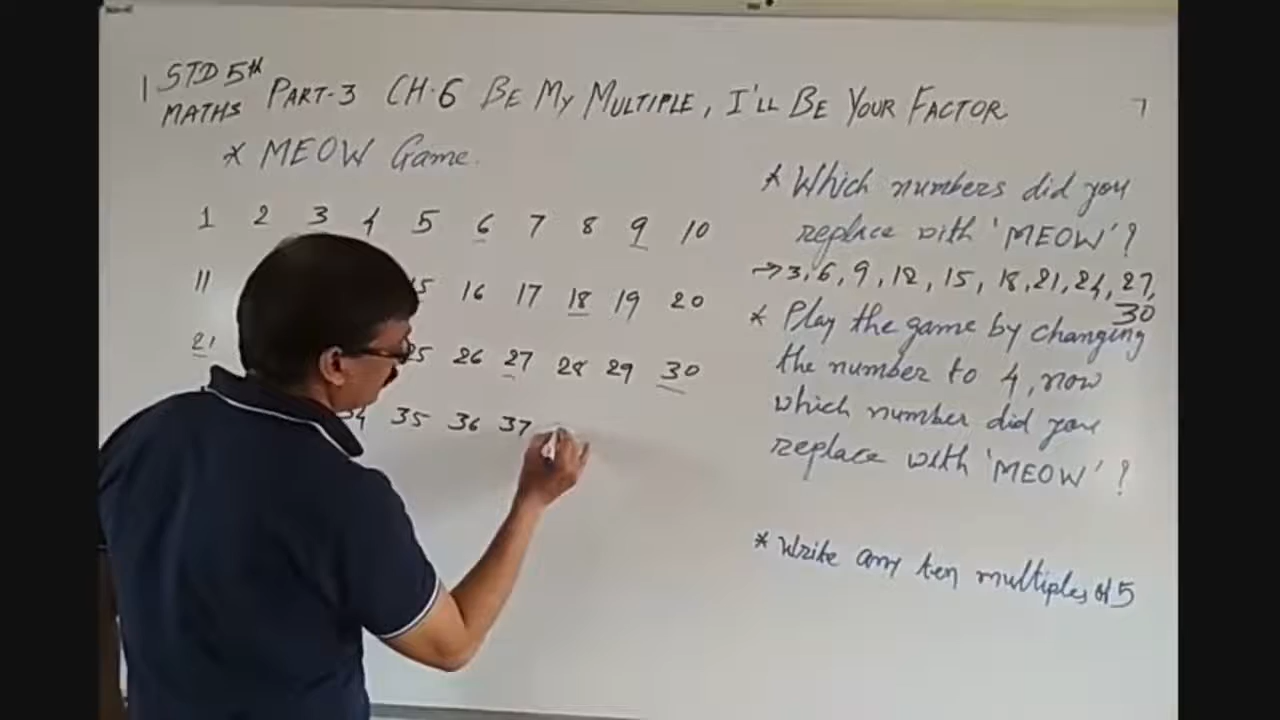 STD 5th
MATHS PART-3 CH-6 BE MY MULTIPLE, I'LL BE YOUR FACTOR
* MEOW Game.
1 2 3 4 5 6 7 8 9 10
11 15 16 17 18 19 20
21 25 26 27 28 29 30
34 35 36 37
* Which numbers did you
replace with 'MEOW'?
→ 3, 6, 9, 12, 15, 18, 21, 24, 27,
30
* Play the game by changing
the number to 4, now
which number did you
replace with 'MEOW'?
* Write any ten multiples of 5